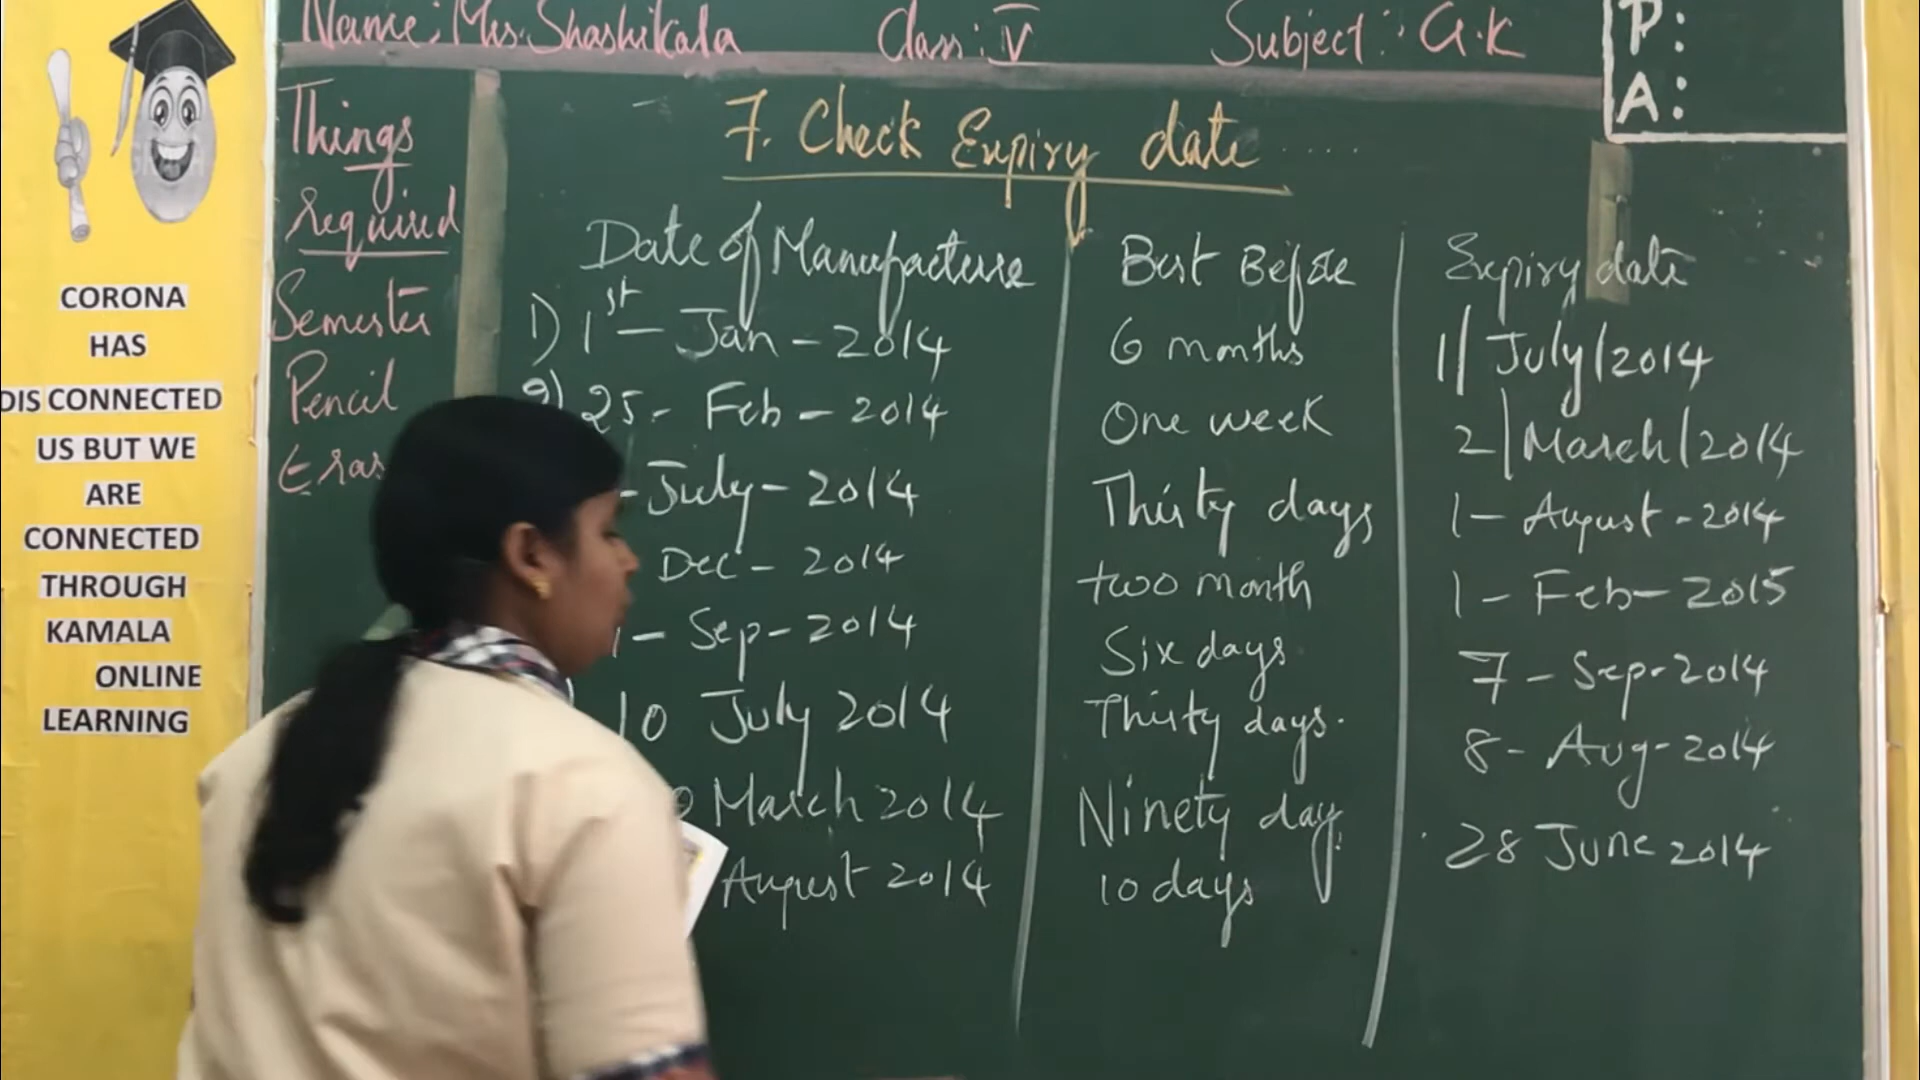 Name: Mrs. Shashikala Class: V Subject: G.K
P:
A:
CORONA
HAS
DIS CONNECTED
US BUT WE
ARE
CONNECTED
THROUGH
KAMALA
ONLINE
LEARNING
Things
required
Semester
Pencil
Eras
7. Check Expiry date .....
Date of Manufacture Best Before Expiry date
1) 1st - Jan - 2014 6 months 1/July/2014
2) 25 - Feb - 2014 One week 2/March/2014
- July - 2014 Thirty days 1 - August - 2014
Dec - 2014 two month 1 - Feb - 2015
1 - Sep - 2014 Six days 7 - Sep - 2014
10 July 2014 Thirty days. 8 - Aug - 2014
March 2014 Ninety day 28 June 2014
August 2014 10 days